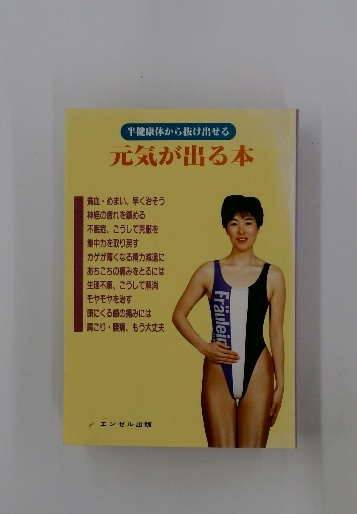 半健康体から抜け出せる
元気が出る本
貧血・めまい、早く治そう
神経の疲れを鎮める
不眠症、こうして克服を
集中力を取り戻す
カゲが薄くなる精力減退に
あちこちの痛みをとるには
生理不順、こうして解消
モヤモヤを治す
頭にくる歯の痛みには
肩こり・腰痛、もう大丈夫
Fräulein
エンゼル出版